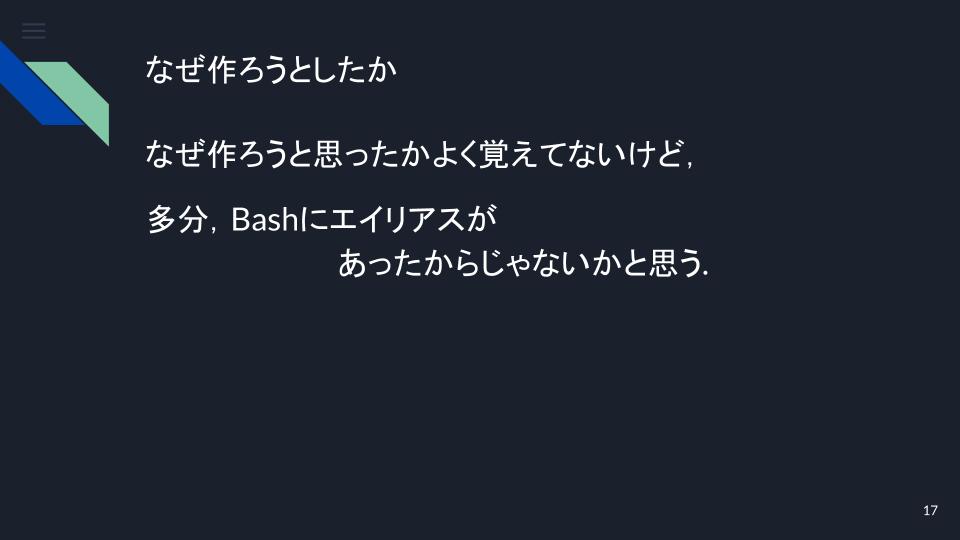 なぜ作ろうとしたか
なぜ作ろうと思ったかよく覚えてないけど,
多分, Bashにエイリアスが
あったからじゃないかと思う.
17